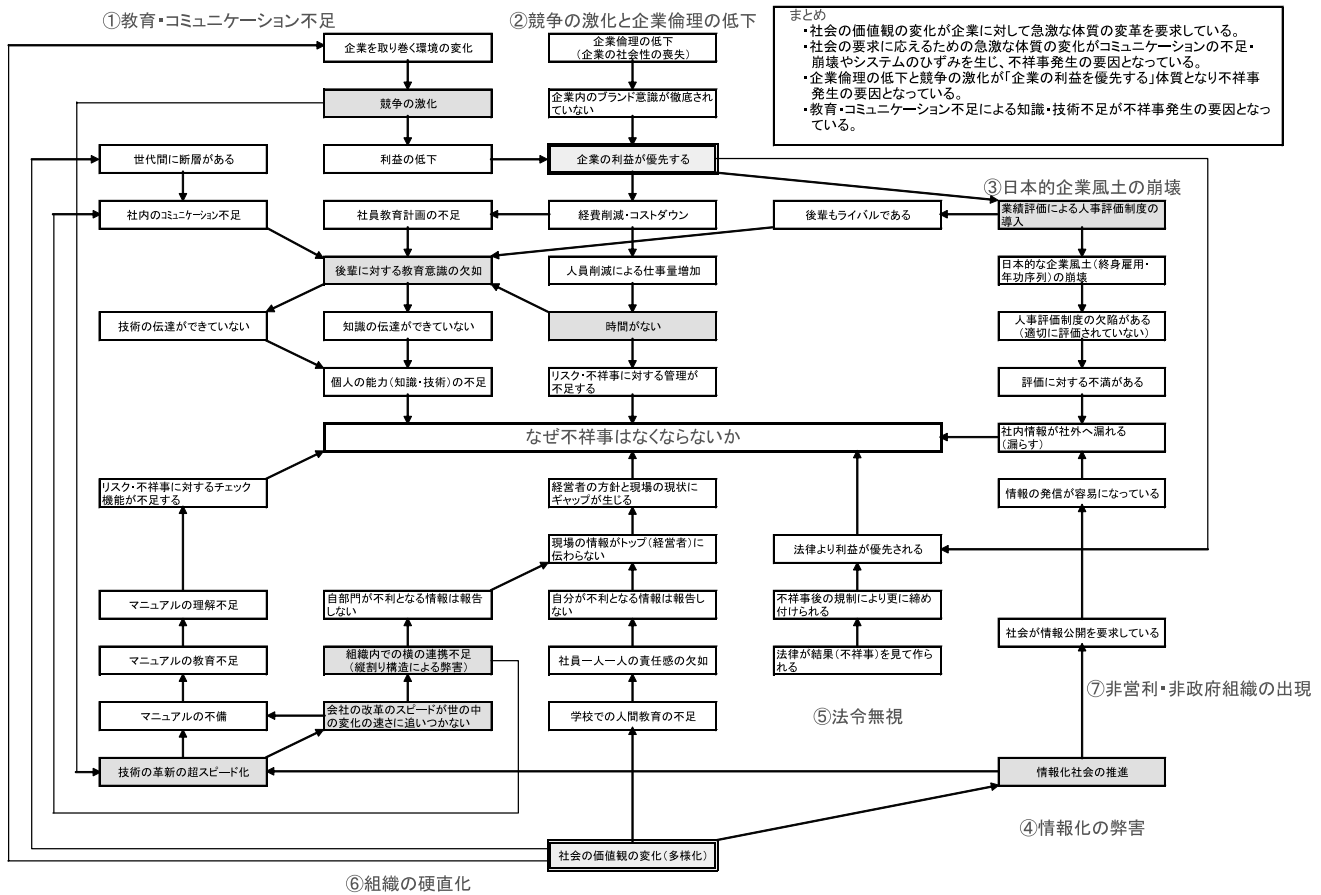 ①教育・コミュニケーション不足
②競争の激化と企業倫理の低下
まとめ
・社会の価値観の変化が企業に対して急激な体質の変革を要求している。
・社会の要求に応えるための急激な体質の変化がコミュニケーションの不足・
崩壊やシステムのひずみを生じ、不祥事発生の要因となっている。
・企業倫理の低下と競争の激化が「企業の利益を優先する」体質となり不祥事
発生の要因となっている。
・教育・コミュニケーション不足による知識・技術不足が不祥事発生の要因となっ
ている。
企業を取り巻く環境の変化
企業倫理の低下
(企業の社会性の喪失)
競争の激化
企業内のブランド意識が徹底され
ていない
世代間に断層がある
利益の低下
企業の利益が優先する
③日本的企業風土の崩壊
社内のコミュニケーション不足
社員教育計画の不足
経費削減・コストダウン
後輩もライバルである
業績評価による人事評価制度の
導入
後輩に対する教育意識の欠如
人員削減による仕事量増加
日本的な企業風土(終身雇用・
年功序列)の崩壊
技術の伝達ができていない
知識の伝達ができていない
時間がない
人事評価制度の欠陥がある
(適切に評価されていない)
個人の能力(知識・技術)の不足
リスク・不祥事に対する管理が
不足する
評価に対する不満がある
なぜ不祥事はなくならないか
社内情報が社外へ漏れる
(漏らす)
リスク・不祥事に対するチェック
機能が不足する
経営者の方針と現場の現状に
ギャップが生じる
情報の発信が容易になっている
現場の情報がトップ(経営者)に
伝わらない
法律より利益が優先される
マニュアルの理解不足
自部門が不利となる情報は報告
しない
自分が不利となる情報は報告し
ない
不祥事後の規制により更に締め
付けられる
社会が情報公開を要求している
マニュアルの教育不足
組織内での横の連携不足
(縦割り構造による弊害)
社員一人一人の責任感の欠如
法律が結果(不祥事)を見て作ら
れる
⑦非営利・非政府組織の出現
マニュアルの不備
会社の改革のスピードが世の中
の変化の速さに追いつかない
学校での人間教育の不足
⑤法令無視
技術の革新の超スピード化
情報化社会の推進
④情報化の弊害
社会の価値観の変化(多様化)
⑥組織の硬直化